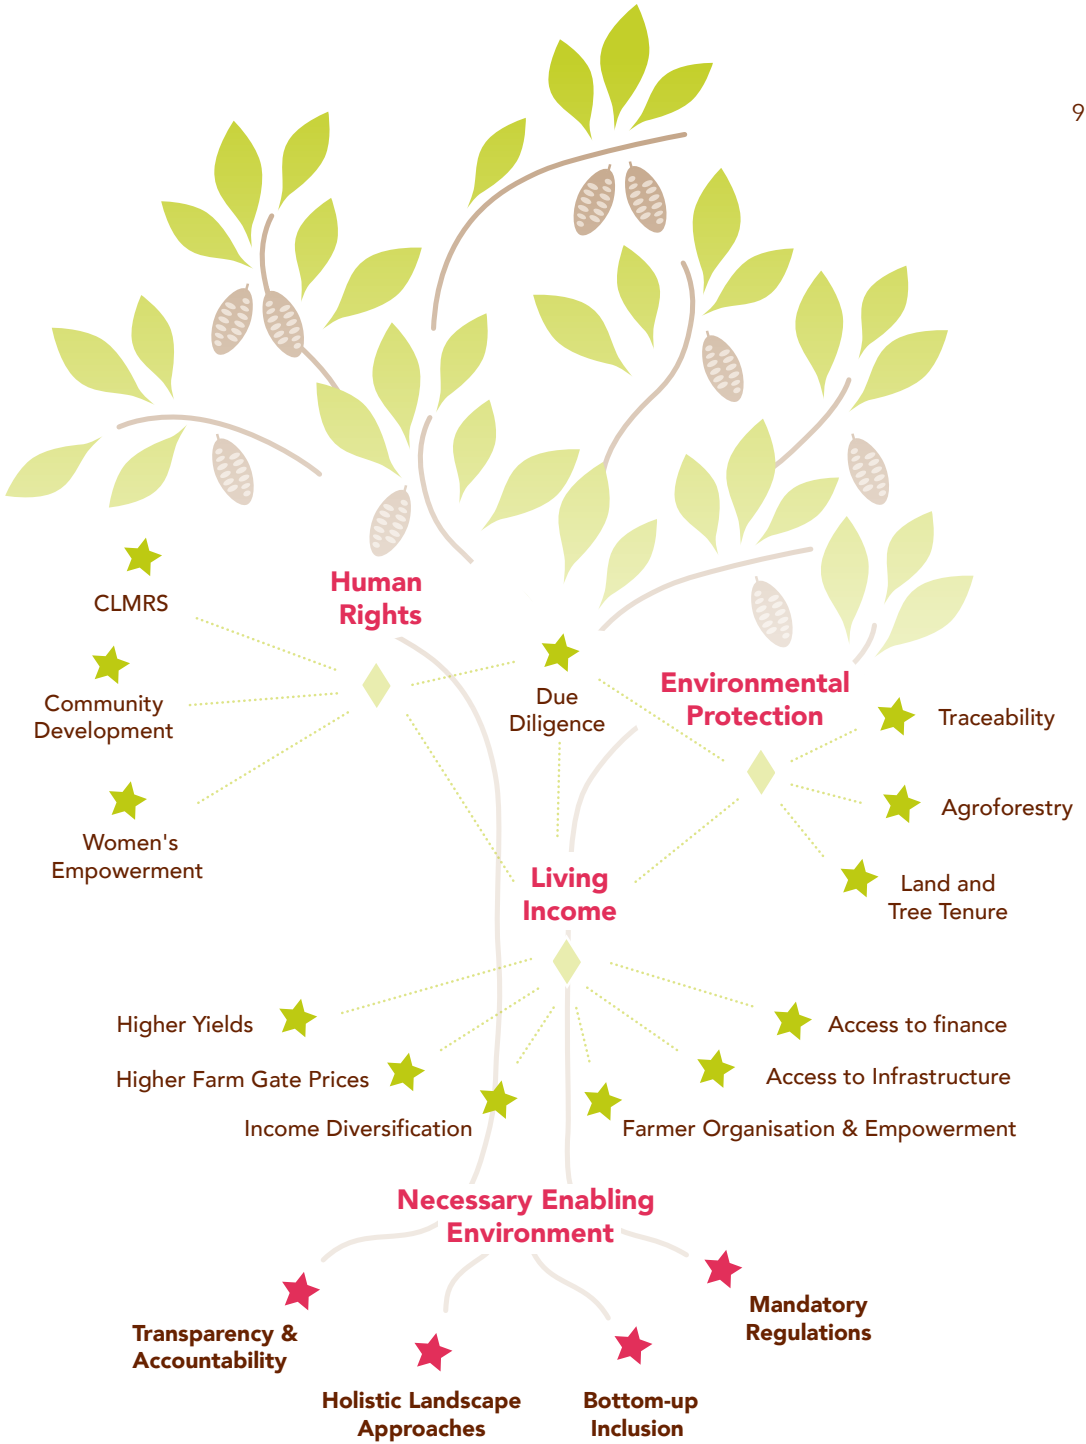 9
CLMRS
Human
Rights
Community
Development
Due
Diligence
Environmental
Protection
Traceability
Women's
Empowerment
Agroforestry
Living
Income
Land and
Tree Tenure
Higher Yields
Access to finance
Higher Farm Gate Prices
Access to Infrastructure
Income Diversification
Farmer Organisation & Empowerment
Necessary Enabling
Environment
Transparency &
Accountability
Holistic Landscape
Approaches
Bottom-up
Inclusion
Mandatory
Regulations